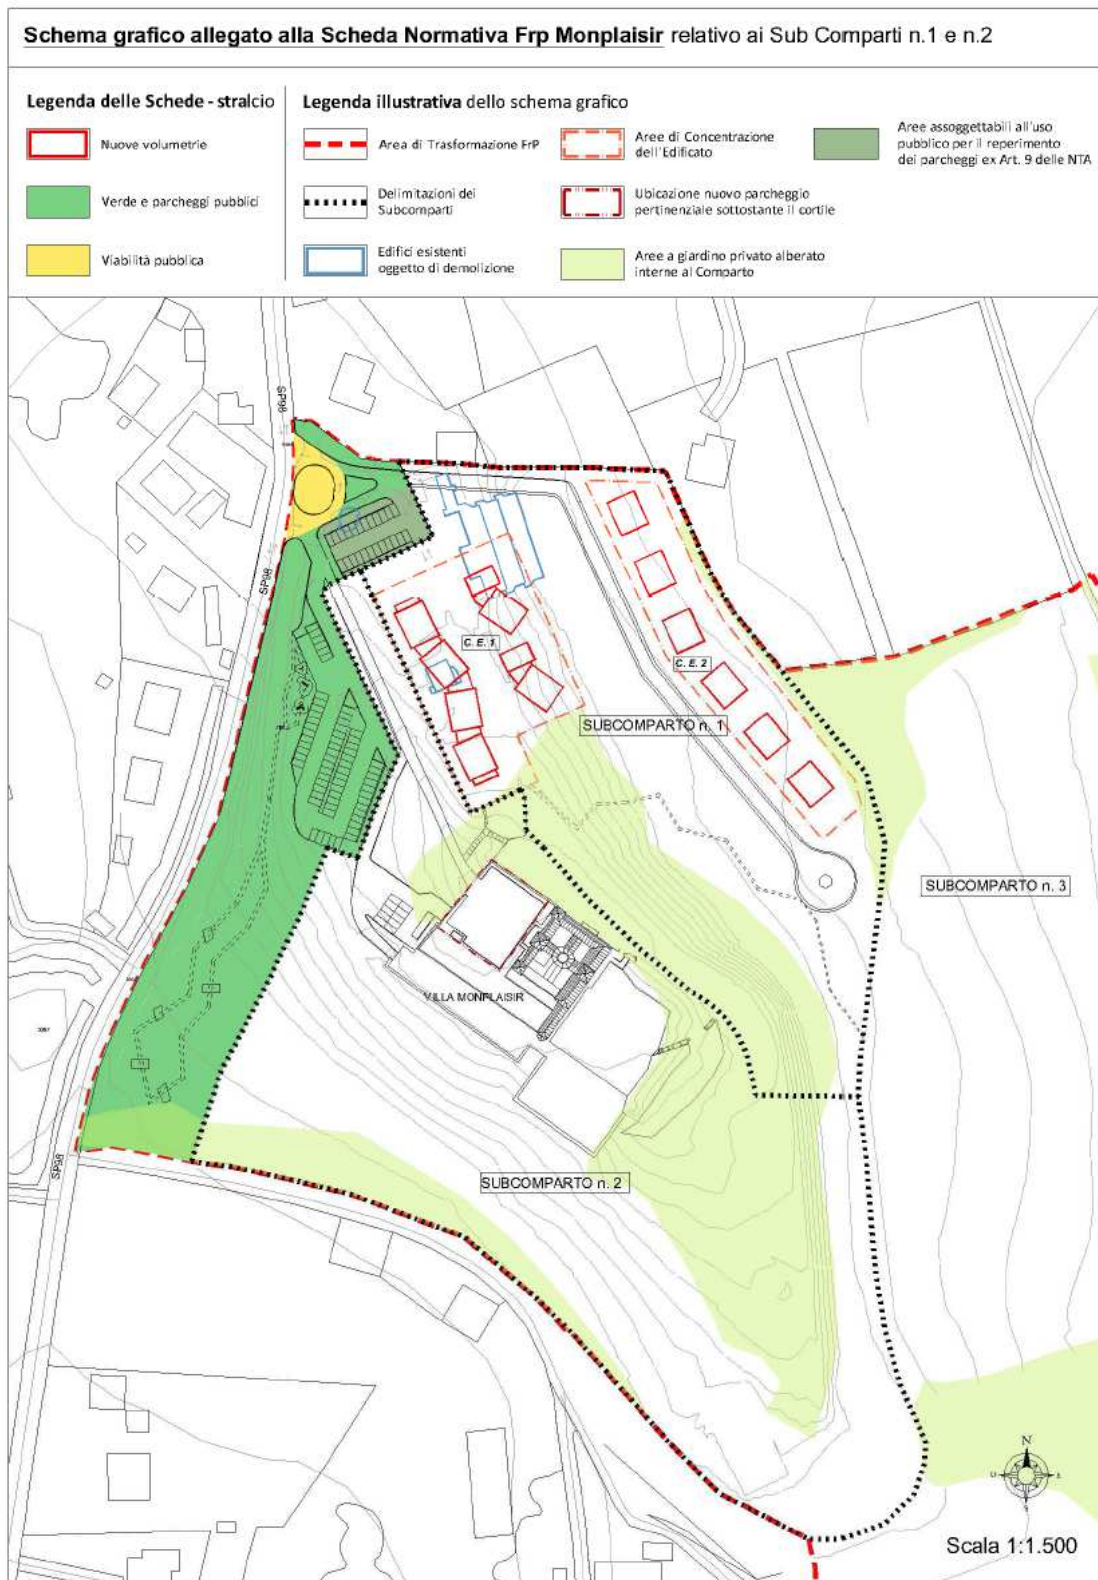 Schema grafico allegato alla Scheda Normativa Frp Monplaisir relativo ai Sub Comparti n.1 e n.2
Legenda delle Schede - stralcio
Nuove volumetrie
Verde e parcheggi pubblici
Viabilità pubblica
Legenda illustrativa dello schema grafico
Area di Trasformazione FrP
Delimitazioni dei
Subcomparti
Edifici esistenti
oggetto di demolizione
Aree di Concentrazione
dell'Edificato
Ubicazione nuovo parcheggio
pertinenziale sottostante il cortile
Aree a giardino privato alberato
interne al Comparto
Aree assoggettabili all'uso
pubblico per il reperimento
dei parcheggi ex Art. 9 delle NTA
SP98
SP98
C. E. 1
C. E. 2
SUBCOMPARTO n. 1
SUBCOMPARTO n. 3
VILLA MONPLAISIR
SP98
SUBCOMPARTO n. 2
N
Scala 1:1.500